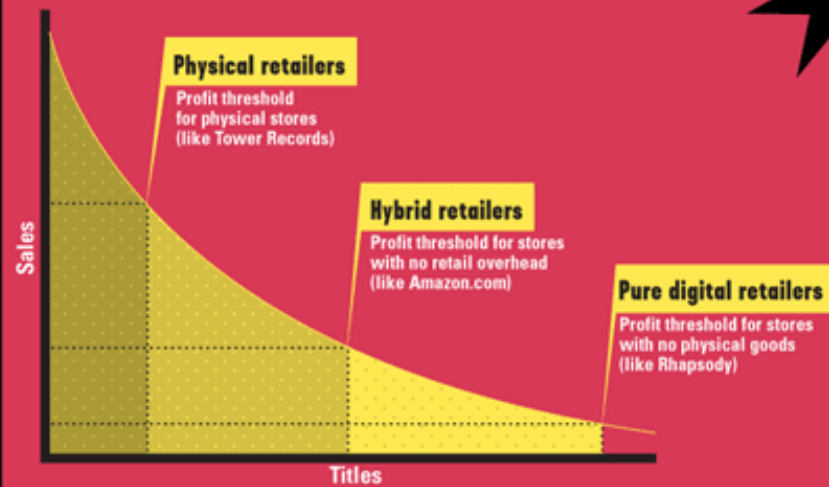 Physical retailers
Profit threshold
for physical stores
(like Tower Records)
Hybrid retailers
Profit threshold for stores
with no retail overhead
(like Amazon.com)
Pure digital retailers
Profit threshold for stores
with no physical goods
(like Rhapsody)
Sales
Titles